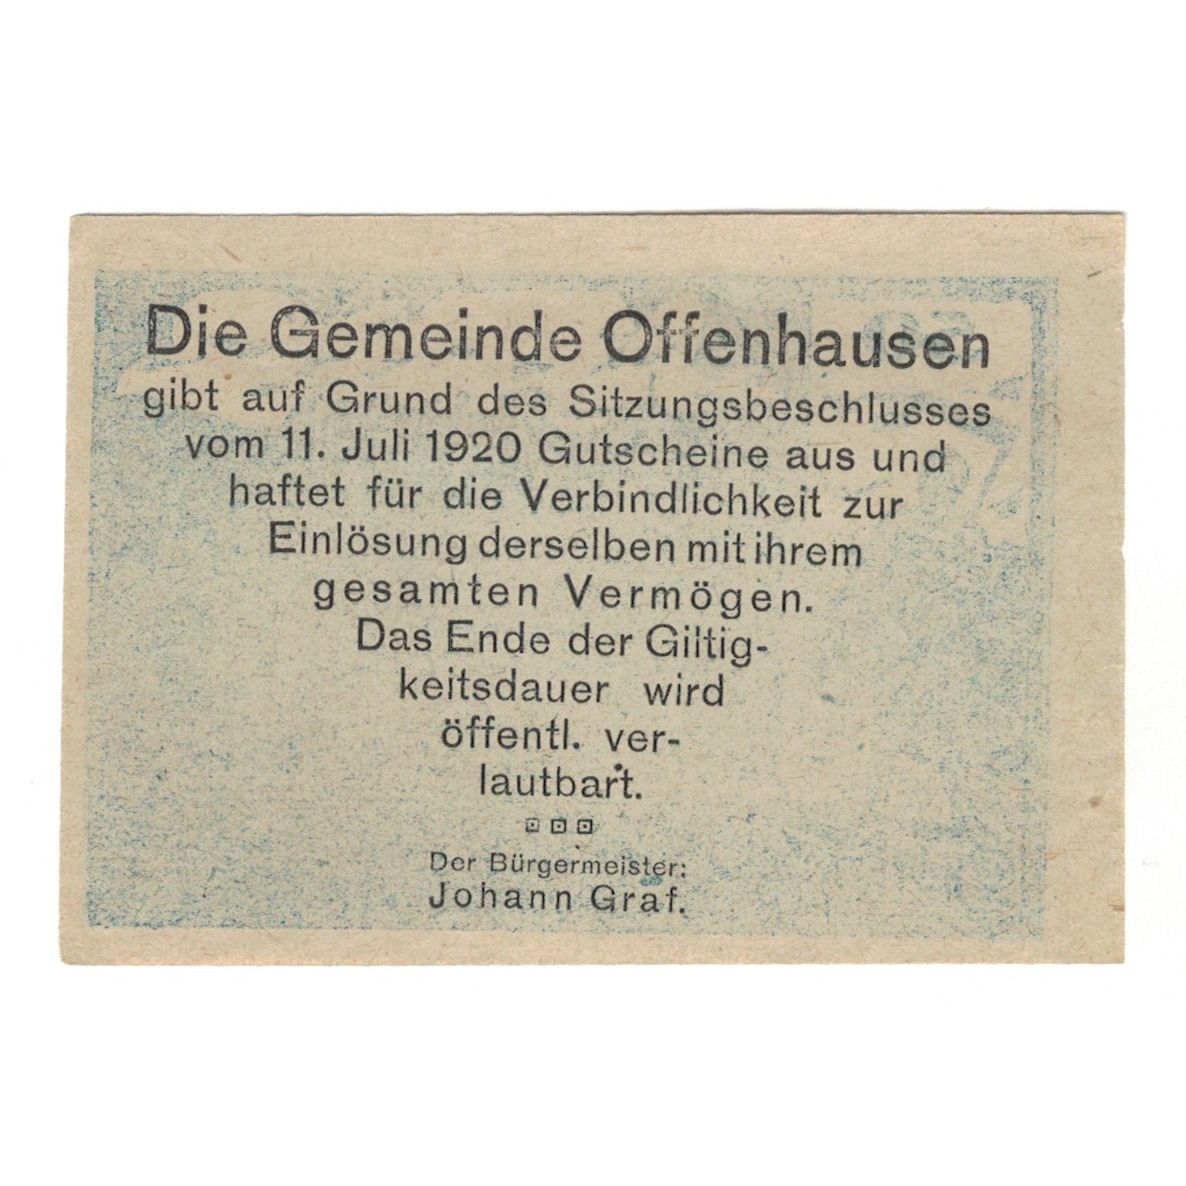 Die Gemeinde Offenhausen
gibt auf Grund des Sitzungsbeschlusses
vom 11. Juli 1920 Gutscheine aus und
haftet für die Verbindlichkeit zur
Einlösung derselben mit ihrem
gesamten Vermögen.
Das Ende der Giltig-
keitsdauer wird
öffentl. ver-
lautbart.
Der Bürgermeister:
Johann Graf.